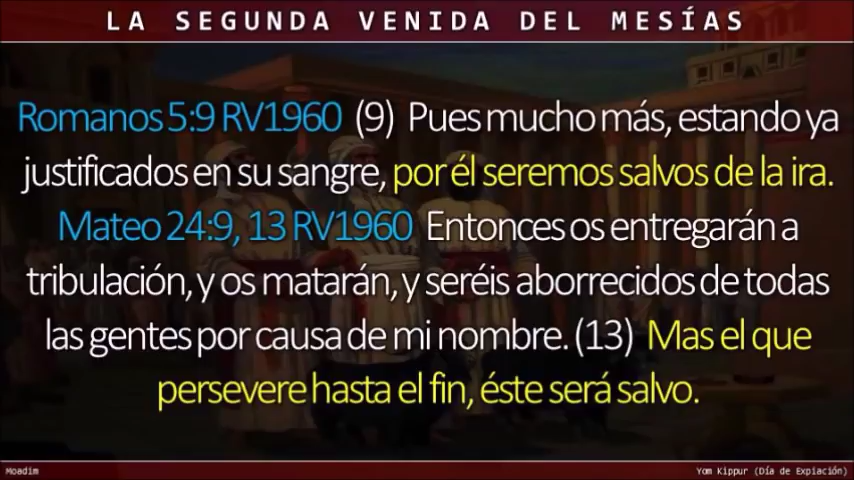 LA SEGUNDA VENIDA DEL MESÍAS
Romanos 5:9 RV1960 (9) Pues mucho más, estando ya
justificados en su sangre, por él seremos salvos de la ira.
Mateo 24:9, 13 RV1960 Entonces os entregarán a
tribulación, y os matarán, y seréis aborrecidos de todas
las gentes por causa de mi nombre. (13) Mas el que
persevere hasta el fin, éste será salvo.
Moadim
Yom Kippur (Día de Expiación)